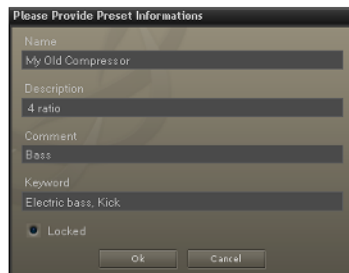 Please Provide Preset Informations
Name
My Old Compressor
Description
4 ratio
Comment
Bass
Keyword
Electric bass, Kick
Locked
Ok Cancel